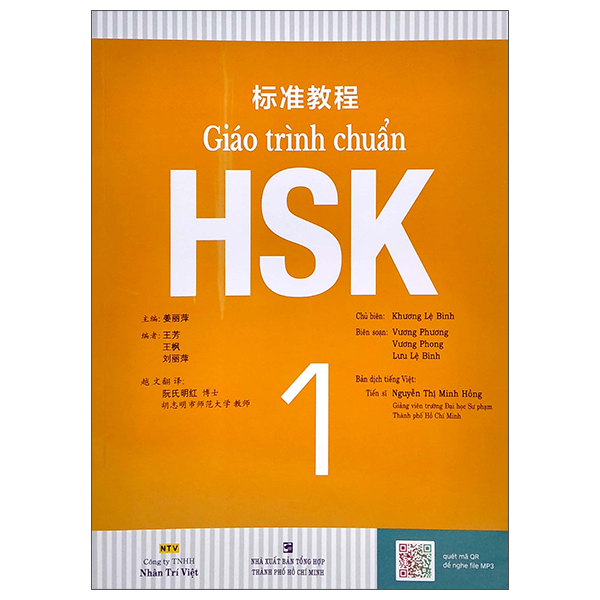 标准教程
Giáo trình chuẩn
HSK
主编: 姜丽萍
编者: 王芳
王枫
刘丽萍
越文翻译:
阮氏明红 博士
胡志明市师范大学 教师
Chủ biên: Khương Lệ Bình
Biên soạn: Vương Phương
Vương Phong
Lưu Lệ Bình
Bản dịch tiếng Việt:
Tiến sĩ Nguyễn Thị Minh Hồng
Giảng viên trường Đại học Sư phạm
Thành phố Hồ Chí Minh
1
NTV
Công ty TNHH
Nhân Trí Việt
NHÀ XUẤT BẢN TỔNG HỢP
THÀNH PHỐ HỒ CHÍ MINH
quét mã QR
để nghe file MP3